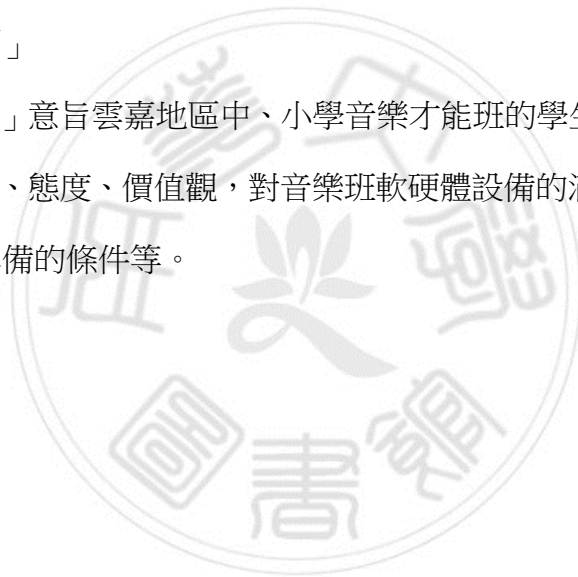 」
」意旨雲嘉地區中、小學音樂才能班的學生
、態度、價值觀，對音樂班軟硬體設備的
備的條件等。